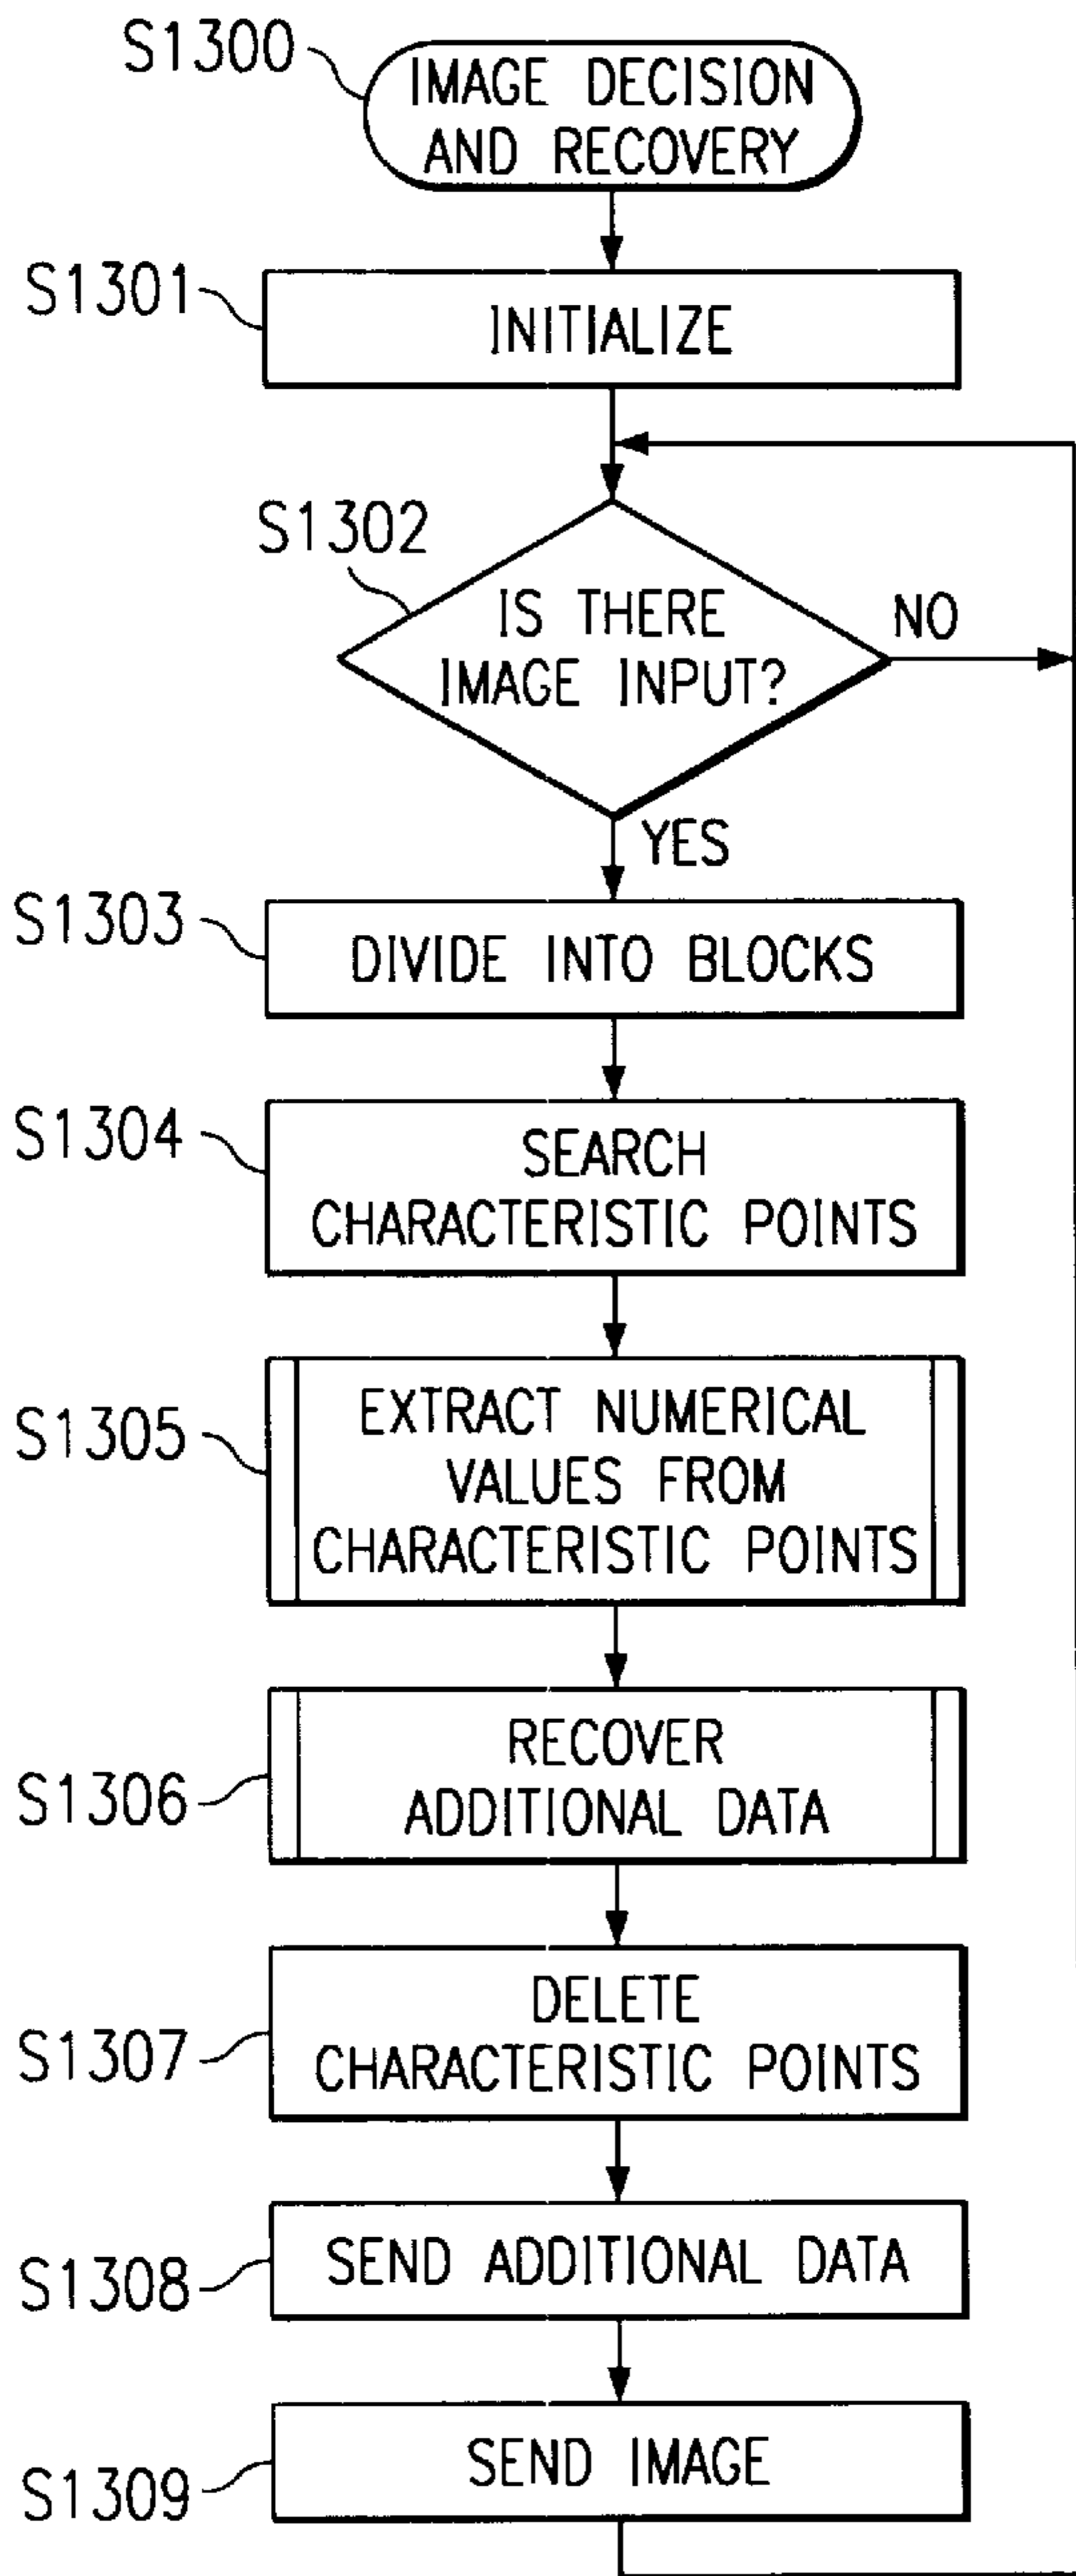 S1300
IMAGE DECISION
AND RECOVERY
S1301
INITIALIZE
S1302
IS THERE
IMAGE INPUT?
NO
YES
S1303
DIVIDE INTO BLOCKS
S1304
SEARCH
CHARACTERISTIC POINTS
S1305
EXTRACT NUMERICAL
VALUES FROM
CHARACTERISTIC POINTS
S1306
RECOVER
ADDITIONAL DATA
S1307
DELETE
CHARACTERISTIC POINTS
S1308
SEND ADDITIONAL DATA
S1309
SEND IMAGE